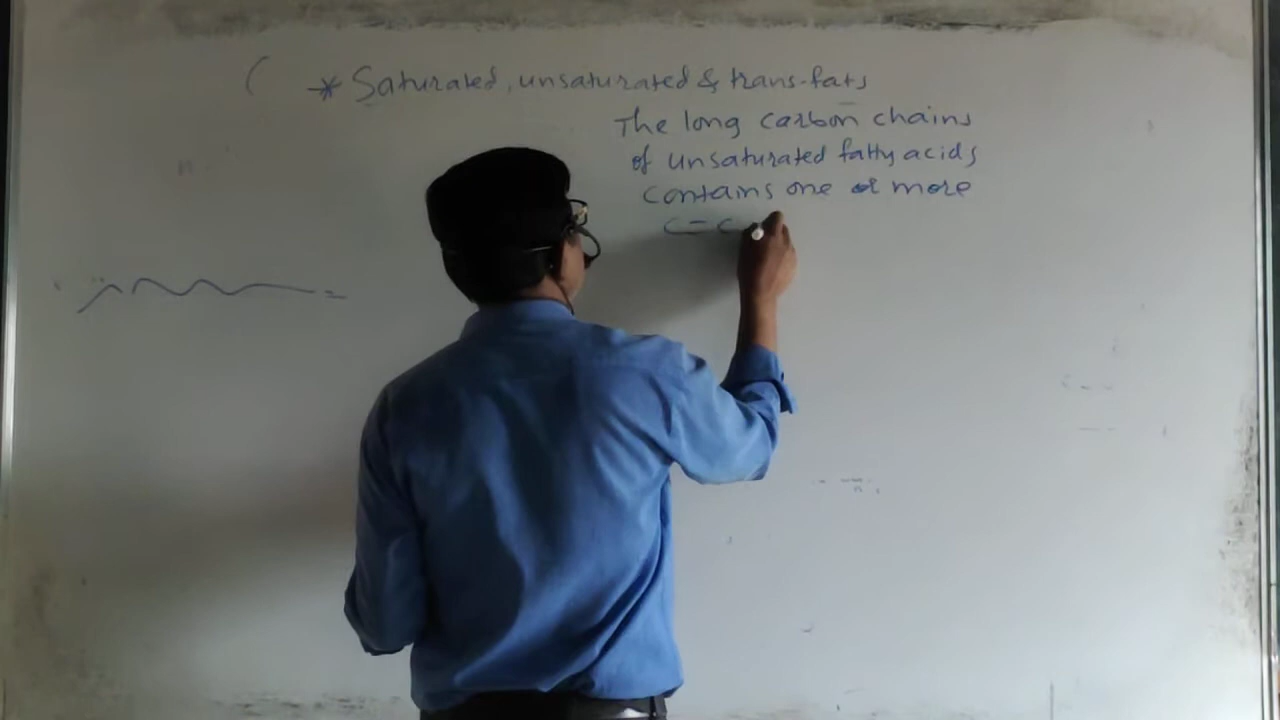 * Saturated, unsaturated & trans-fats
The long carbon chains
of unsaturated fatty acids
contains one or more
C=C